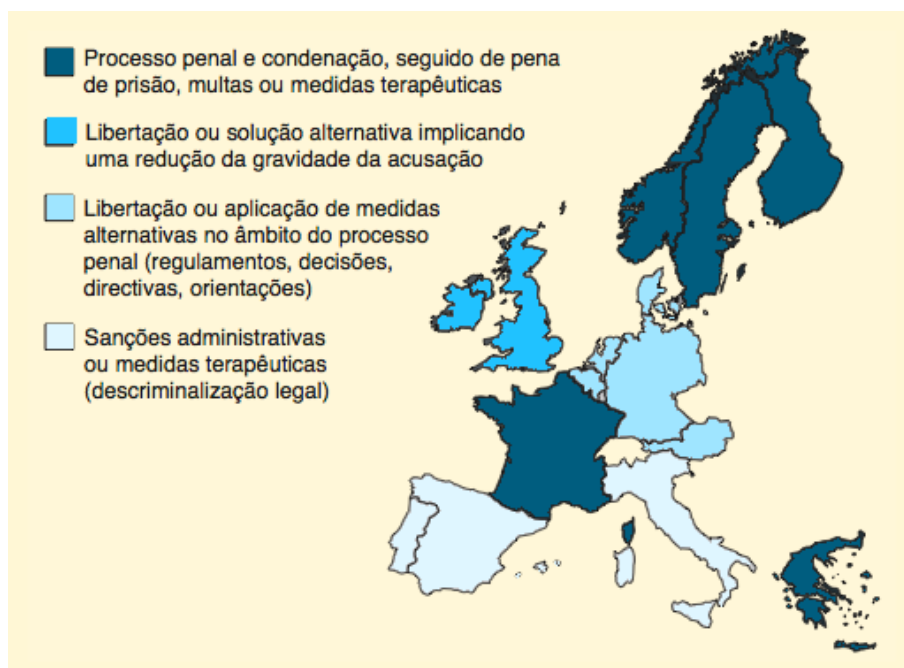 Processo penal e condenação, seguido de pena
de prisão, multas ou medidas terapêuticas
Libertação ou solução alternativa implicando
uma redução da gravidade da acusação
Libertação ou aplicação de medidas
alternativas no âmbito do processo
penal (regulamentos, decisões,
directivas, orientações)
Sanções administrativas
ou medidas terapêuticas
(descriminalização legal)